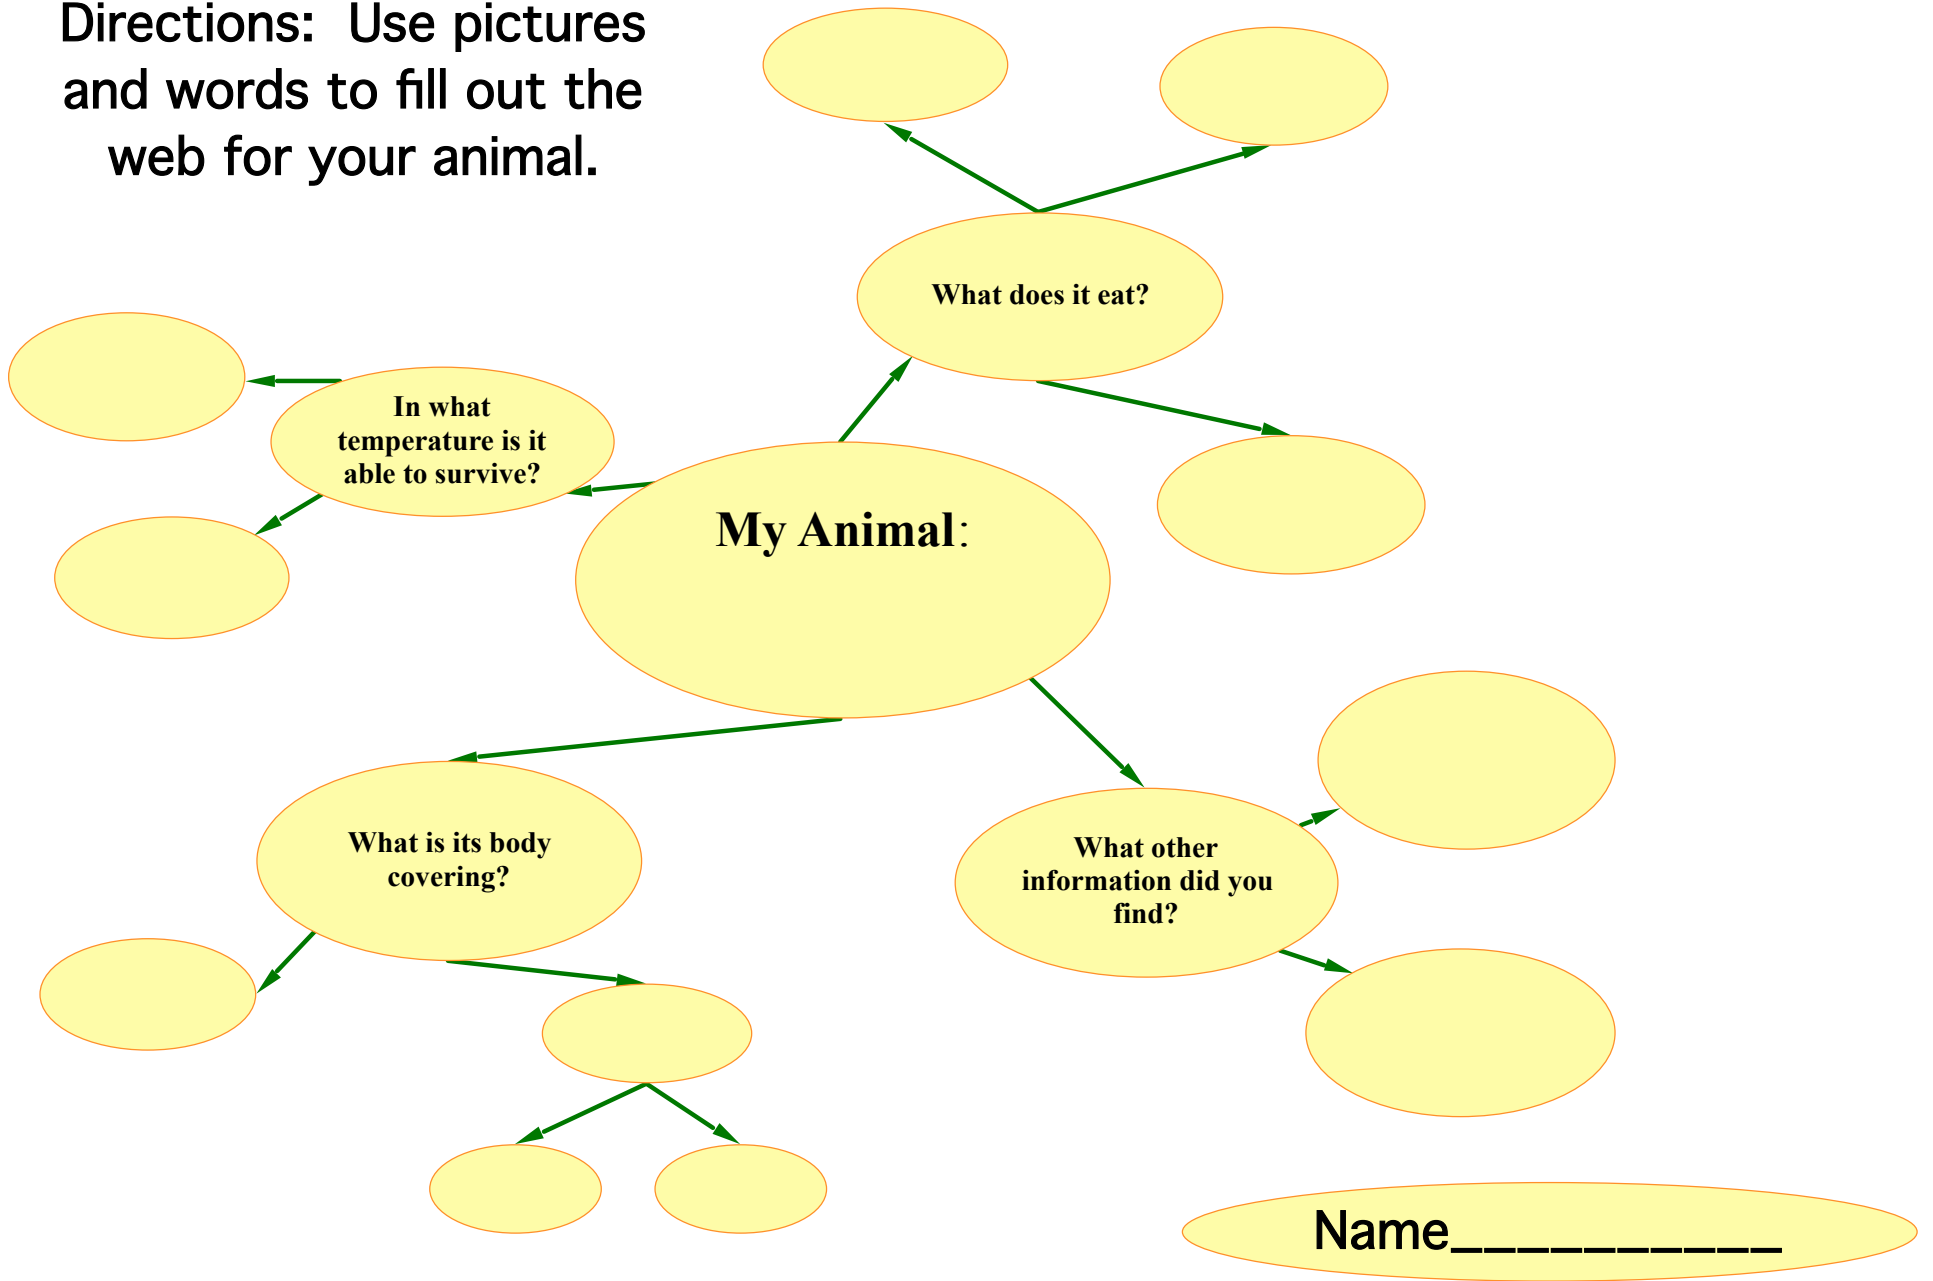 Directions:  Use pictures
and words to fill out the
web for your animal.
What does it eat?
In what
temperature is it
able to survive?
My Animal:
What is its body
covering?
What other
information did you
find?
Name__________